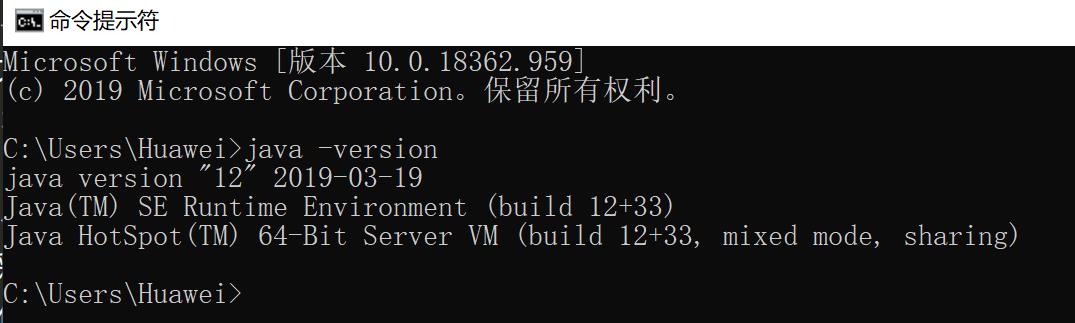 命令提示符
Microsoft Windows [版本 10.0.18362.959]
(c) 2019 Microsoft Corporation。保留所有权利。
C:\Users\Huawei>java -version
java version "12" 2019-03-19
Java(TM) SE Runtime Environment (build 12+33)
Java HotSpot(TM) 64-Bit Server VM (build 12+33, mixed mode, sharing)
C:\Users\Huawei>